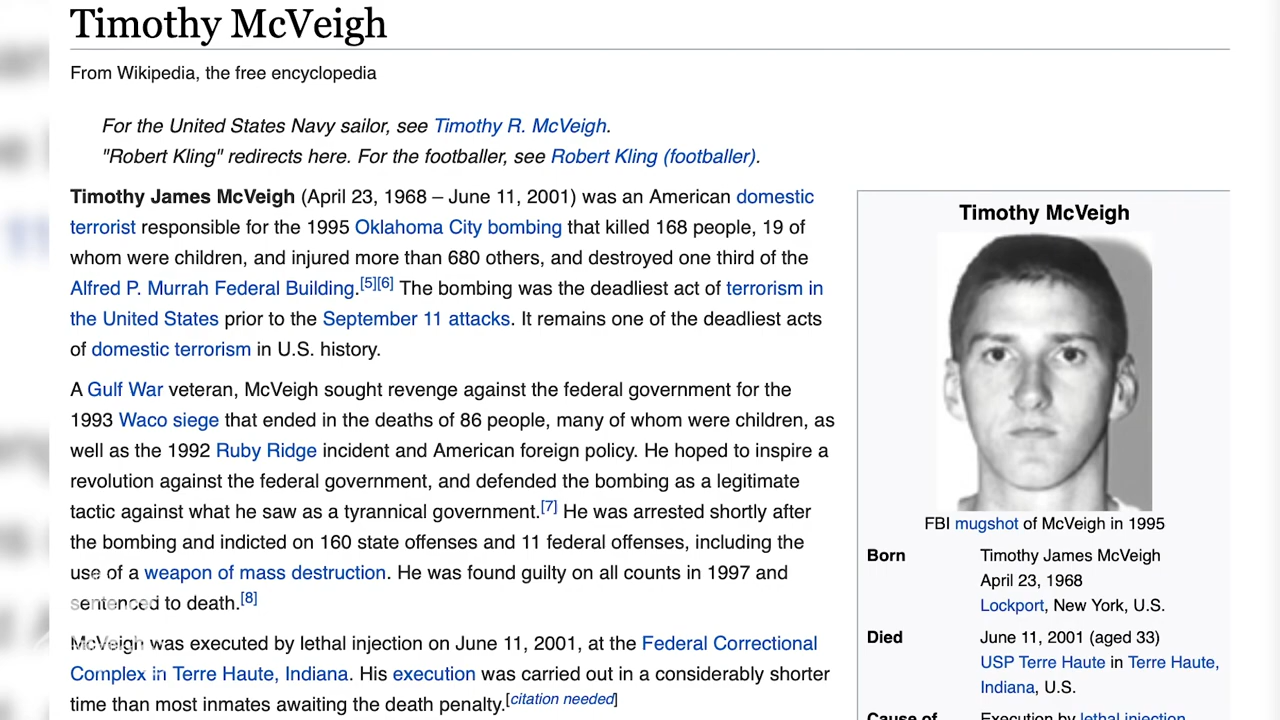 Timothy McVeigh
From Wikipedia, the free encyclopedia
For the United States Navy sailor, see Timothy R. McVeigh.
"Robert Kling" redirects here. For the footballer, see Robert Kling (footballer).
Timothy James McVeigh (April 23, 1968 – June 11, 2001) was an American domestic
terrorist responsible for the 1995 Oklahoma City bombing that killed 168 people, 19 of
whom were children, and injured more than 680 others, and destroyed one third of the
Alfred P. Murrah Federal Building.[5][6] The bombing was the deadliest act of terrorism in
the United States prior to the September 11 attacks. It remains one of the deadliest acts
of domestic terrorism in U.S. history.
A Gulf War veteran, McVeigh sought revenge against the federal government for the
1993 Waco siege that ended in the deaths of 86 people, many of whom were children, as
well as the 1992 Ruby Ridge incident and American foreign policy. He hoped to inspire a
revolution against the federal government, and defended the bombing as a legitimate
tactic against what he saw as a tyrannical government.[7] He was arrested shortly after
the bombing and indicted on 160 state offenses and 11 federal offenses, including the
use of a weapon of mass destruction. He was found guilty on all counts in 1997 and
sentenced to death.[8]
McVeigh was executed by lethal injection on June 11, 2001, at the Federal Correctional
Complex in Terre Haute, Indiana. His execution was carried out in a considerably shorter
time than most inmates awaiting the death penalty.[citation needed]
Timothy McVeigh
FBI mugshot of McVeigh in 1995
Born Timothy James McVeigh
April 23, 1968
Lockport, New York, U.S.
Died June 11, 2001 (aged 33)
USP Terre Haute in Terre Haute,
Indiana, U.S.
Cause of Execution by lethal injection